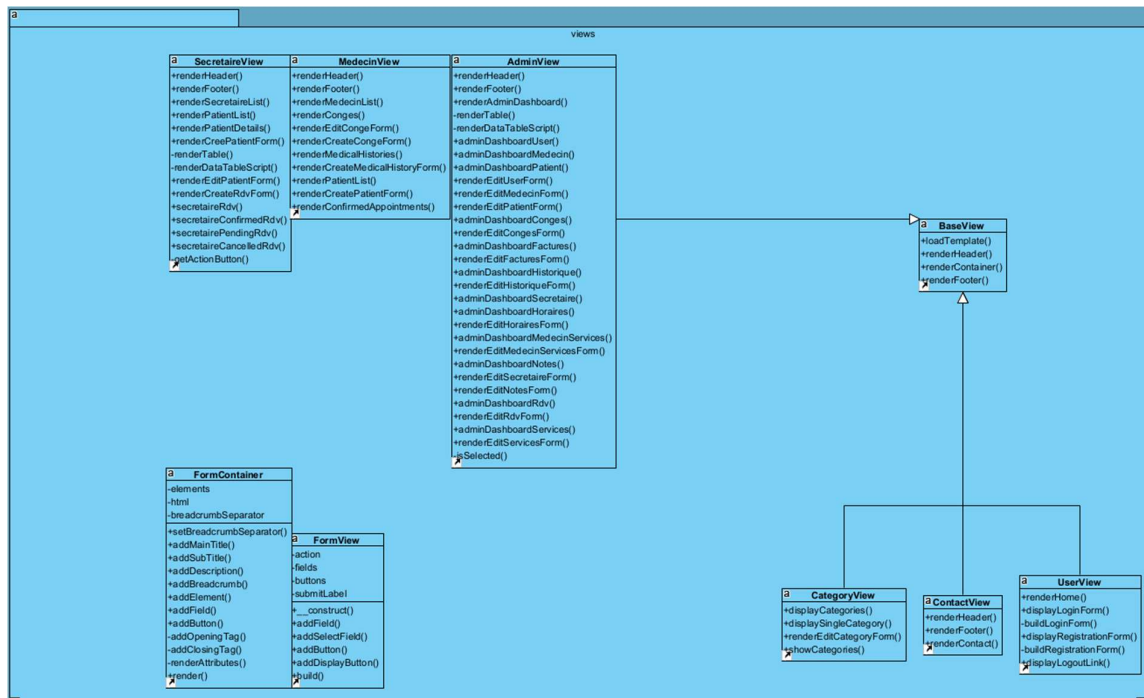 a
views
a SecretaireView
+renderHeader()
+renderFooter()
+renderSecretaireList()
+renderPatientList()
+renderPatientDetails()
+renderCreePatientForm()
-renderTable()
-renderDataTableScript()
+renderEditPatientForm()
+renderCreateRdvForm()
+secretaireRdv()
+secretaireConfirmedRdv()
+secretairePendingRdv()
+secretaireCancelledRdv()
-getActionButton()
a MedecinView
+renderHeader()
+renderFooter()
+renderMedecinList()
+renderConges()
+renderEditCongeForm()
+renderCreateCongeForm()
+renderMedicalHistories()
+renderCreateMedicalHistoryForm()
+renderPatientList()
+renderCreatePatientForm()
+renderConfirmedAppointments()
a AdminView
+renderHeader()
+renderFooter()
+renderAdminDashboard()
-renderTable()
-renderDataTableScript()
+adminDashboardUser()
+adminDashboardMedecin()
+adminDashboardPatient()
+renderEditUserForm()
+renderEditMedecinForm()
+renderEditPatientForm()
+adminDashboardConges()
+renderEditCongesForm()
+adminDashboardFactures()
+renderEditFacturesForm()
+adminDashboardHistorique()
+renderEditHistoriqueForm()
+adminDashboardSecretaire()
+adminDashboardHoraires()
+renderEditHorairesForm()
+adminDashboardMedecinServices()
+renderEditMedecinServicesForm()
+adminDashboardNotes()
+renderEditSecretaireForm()
+renderEditNotesForm()
+adminDashboardRdv()
+renderEditRdvForm()
+adminDashboardServices()
+renderEditServicesForm()
-isSelected()
a BaseView
+loadTemplate()
+renderHeader()
+renderContainer()
+renderFooter()
a FormContainer
-elements
-html
-breadcrumbSeparator
+setBreadcrumbSeparator()
+addMainTitle()
+addSubTitle()
+addDescription()
+addBreadcrumb()
+addElement()
+addField()
+addButton()
-addOpeningTag()
-addClosingTag()
-renderAttributes()
+render()
a FormView
-action
-fields
-buttons
-submitLabel
+__construct()
+addField()
+addSelectField()
+addButton()
+addDisplayButton()
+build()
a CategoryView
+displayCategories()
+displaySingleCategory()
+renderEditCategoryForm()
+showCategories()
a ContactView
+renderHeader()
+renderFooter()
+renderContact()
a UserView
+renderHome()
+displayLoginForm()
-buildLoginForm()
+displayRegistrationForm()
-buildRegistrationForm()
+displayLogoutLink()